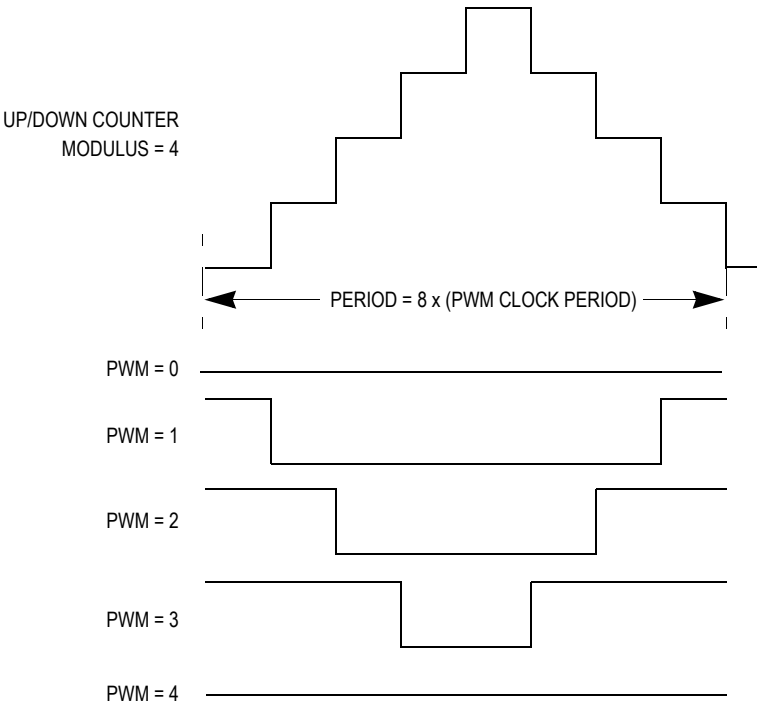 UP/DOWN COUNTER
MODULUS = 4
PERIOD = 8 x (PWM CLOCK PERIOD)
PWM = 0
PWM = 1
PWM = 2
PWM = 3
PWM = 4